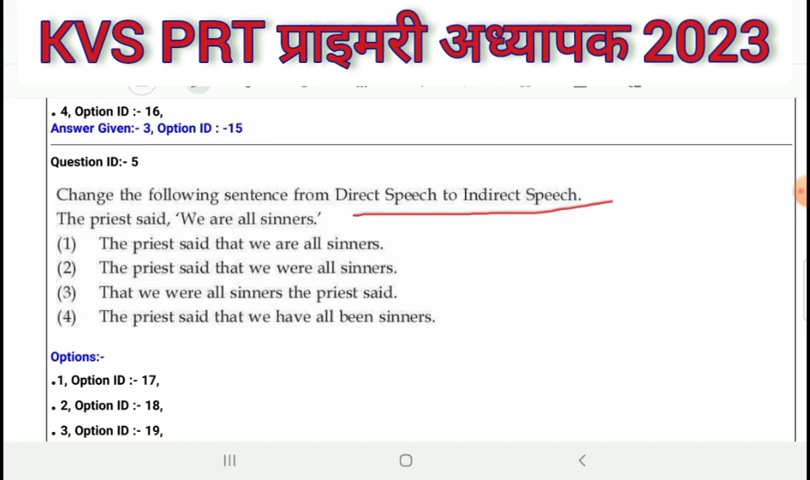 KVS PRT प्राइमरी अध्यापक 2023
. 4, Option ID :- 16,
Answer Given:- 3, Option ID : -15
Question ID:- 5
Change the following sentence from Direct Speech to Indirect Speech.
The priest said, ‘We are all sinners.’
(1) The priest said that we are all sinners.
(2) The priest said that we were all sinners.
(3) That we were all sinners the priest said.
(4) The priest said that we have all been sinners.
Options:-
.1, Option ID :- 17,
. 2, Option ID :- 18,
. 3, Option ID :- 19,